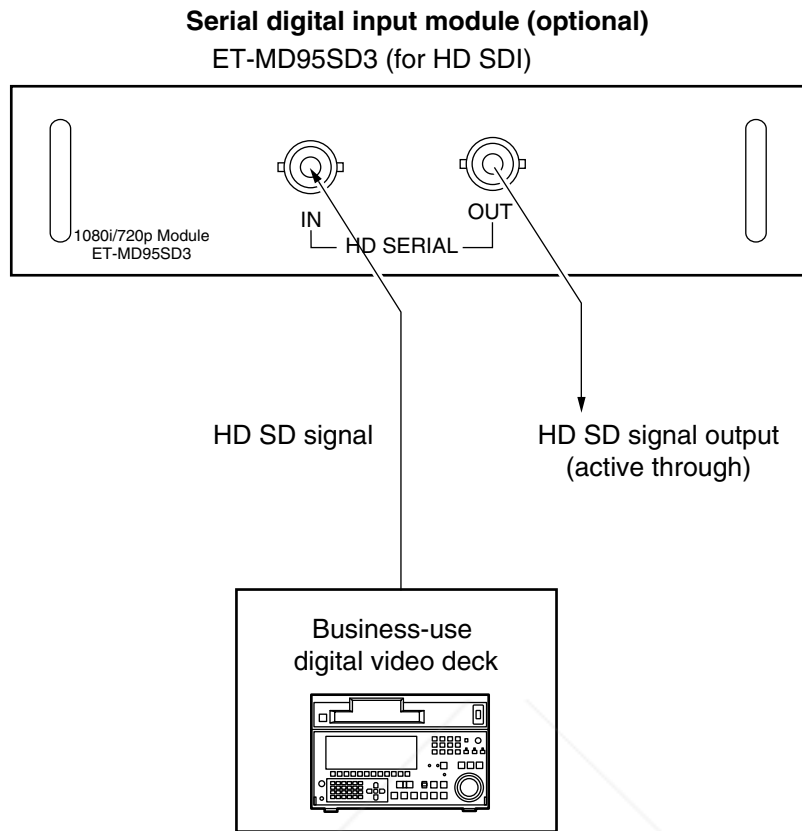 Serial digital input module (optional)
ET-MD95SD3 (for HD SDI)
IN
OUT
HD SERIAL
1080i/720p Module
ET-MD95SD3
HD SD signal
HD SD signal output
(active through)
Business-use
digital video deck